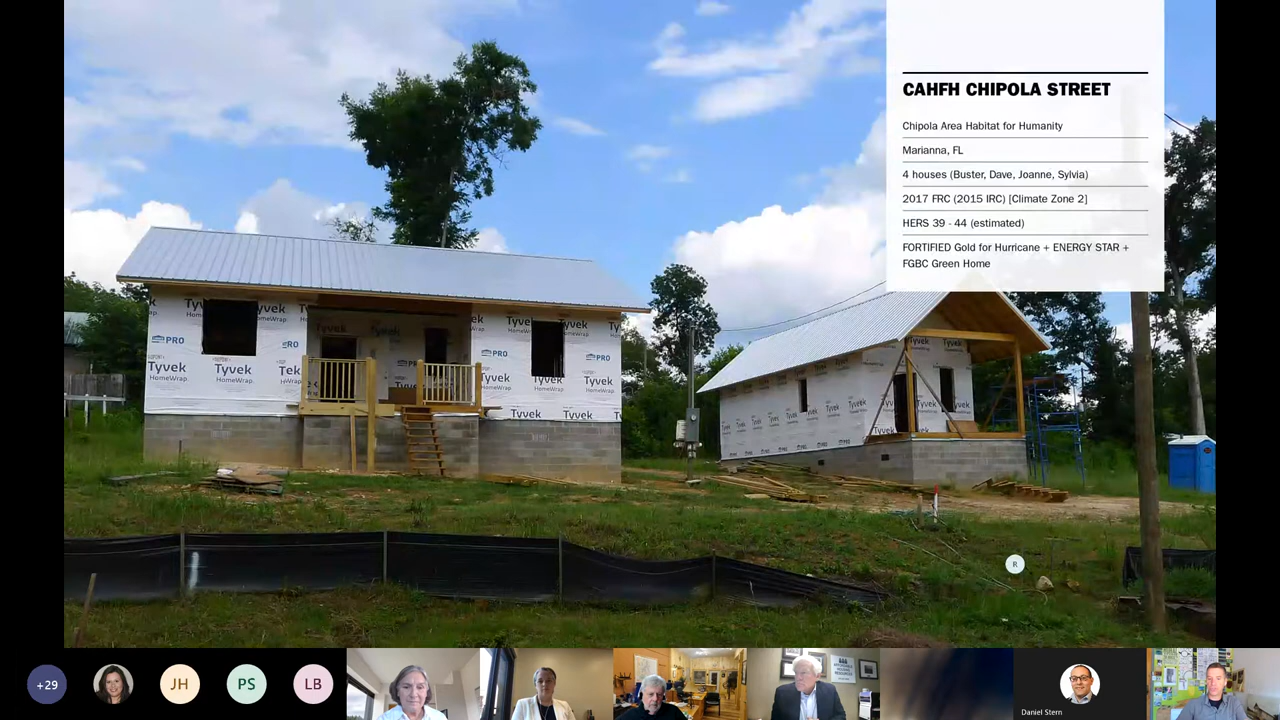 CAHFH CHIPOLA STREET
Chipola Area Habitat for Humanity
Marianna, FL
4 houses (Buster, Dave, Joanne, Sylvia)
2017 FRC (2015 IRC) [Climate Zone 2]
HERS 39 - 44 (estimated)
FORTIFIED Gold for Hurricane + ENERGY STAR +
FGBC Green Home
Tyvek
HomeWrap.
PRO
Tyvek
HomeWrap.
PRO
R
+29
JH
PS
LB
Daniel Stern